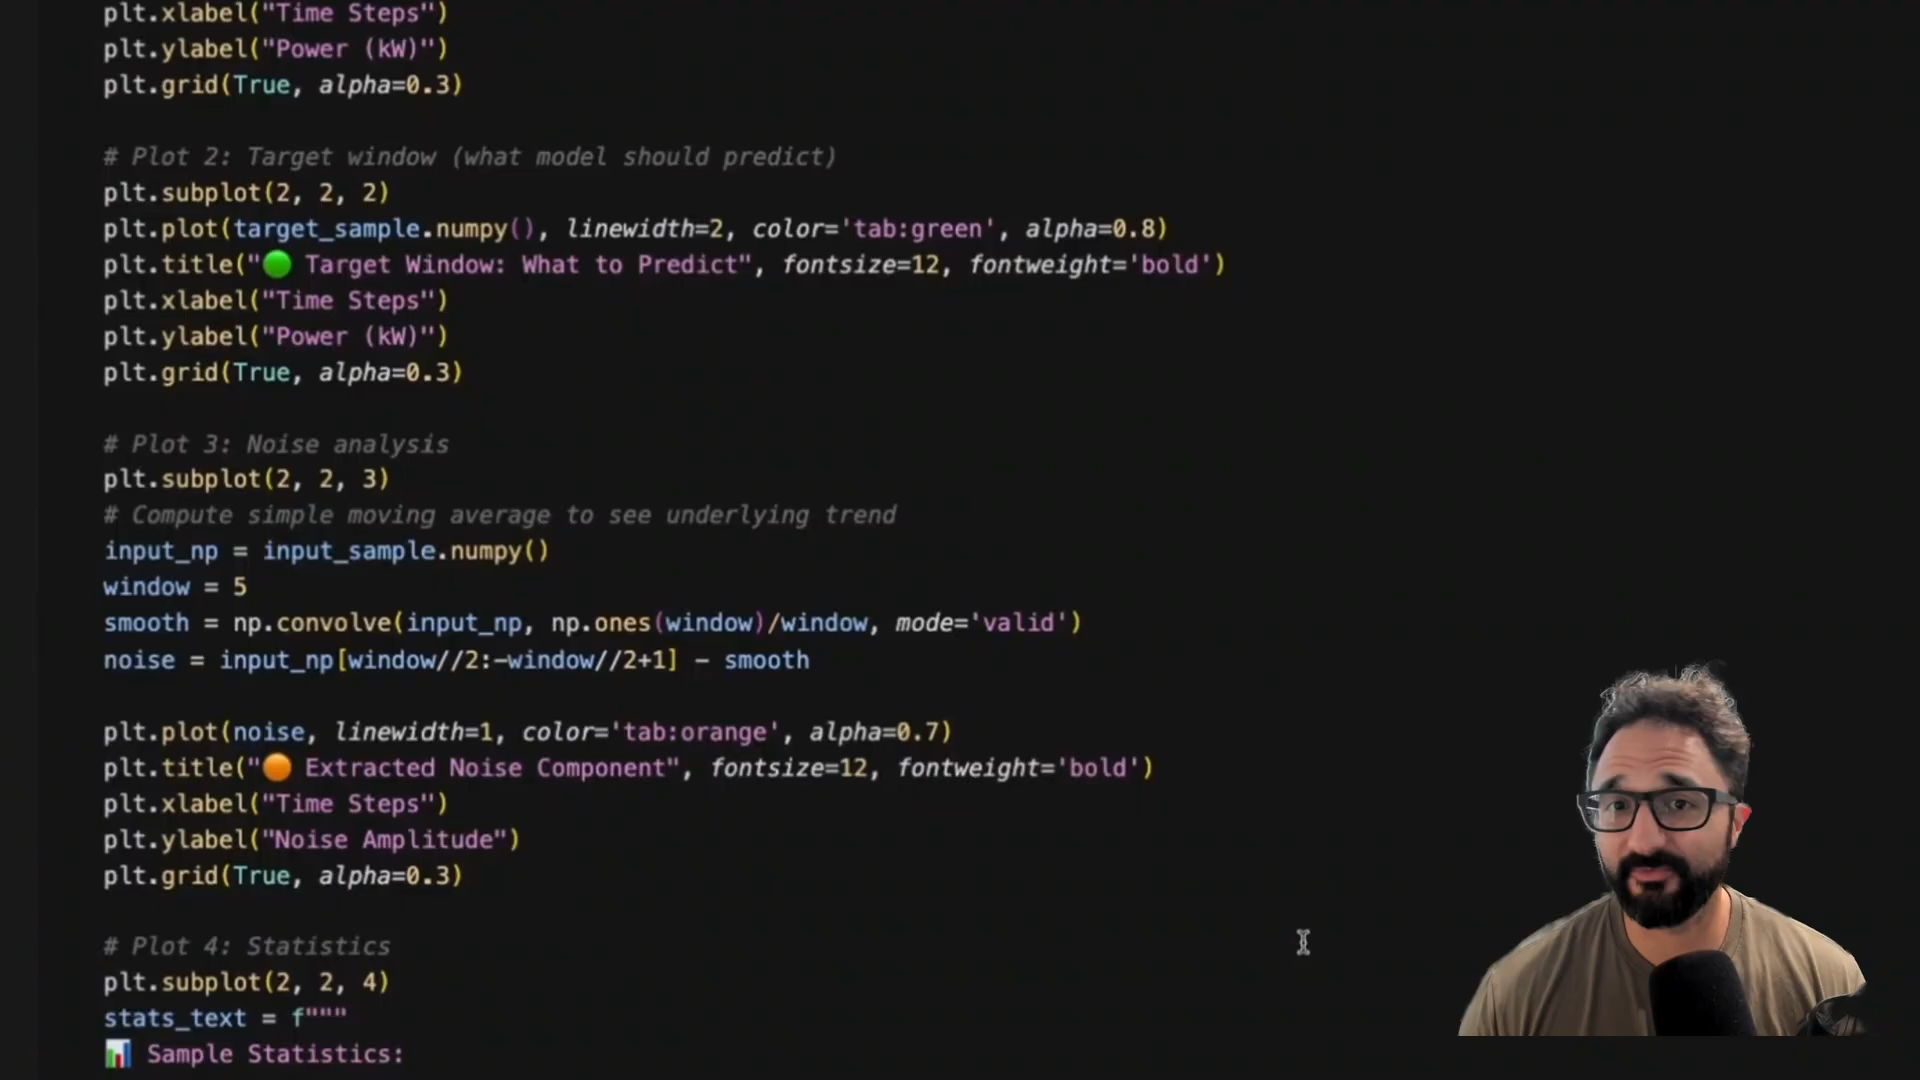 plt.xlabel("Time Steps")
plt.ylabel("Power (kW)")
plt.grid(True, alpha=0.3)
# Plot 2: Target window (what model should predict)
plt.subplot(2, 2, 2)
plt.plot(target_sample.numpy(), linewidth=2, color='tab:green', alpha=0.8)
plt.title("🟢 Target Window: What to Predict", fontsize=12, fontweight='bold')
plt.xlabel("Time Steps")
plt.ylabel("Power (kW)")
plt.grid(True, alpha=0.3)
# Plot 3: Noise analysis
plt.subplot(2, 2, 3)
# Compute simple moving average to see underlying trend
input_np = input_sample.numpy()
window = 5
smooth = np.convolve(input_np, np.ones(window)/window, mode='valid')
noise = input_np[window//2:-window//2+1] - smooth
plt.plot(noise, linewidth=1, color='tab:orange', alpha=0.7)
plt.title("🟠 Extracted Noise Component", fontsize=12, fontweight='bold')
plt.xlabel("Time Steps")
plt.ylabel("Noise Amplitude")
plt.grid(True, alpha=0.3)
# Plot 4: Statistics
plt.subplot(2, 2, 4)
stats_text = f"""
📊 Sample Statistics: